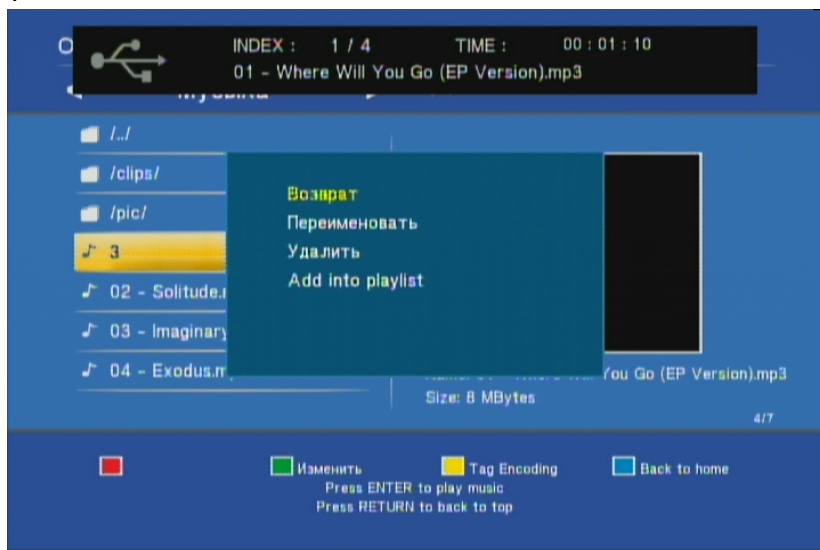 INDEX : 1 / 4 TIME : 00 : 01 : 10
01 - Where Will You Go (EP Version).mp3
Музыка
/../
/clips/
/pic/
3
02 - Solitude
03 - Imaginary
04 - Exodus.m
Возврат
Переименовать
Удалить
Add into playlist
You Go (EP Version).mp3
Size: 8 MBytes
4/7
Изменить
Tag Encoding
Back to home
Press ENTER to play music
Press RETURN to back to top